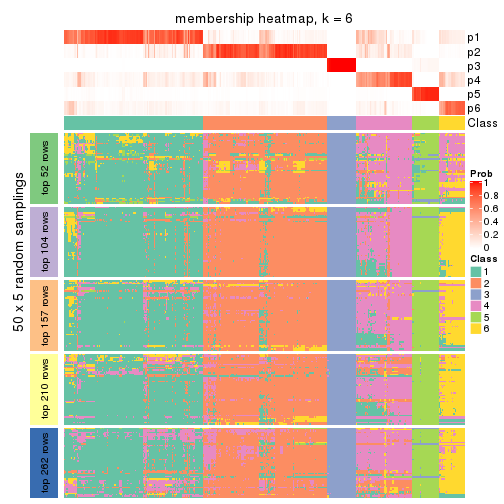 membership heatmap, k = 6
p1
p2
p3
p4
p5
p6
Class
50 x 5 random samplings
top 52 rows
top 104 rows
top 157 rows
top 210 rows
top 262 rows
Prob
1
0.8
0.6
0.4
0.2
0
Class
1
2
3
4
5
6